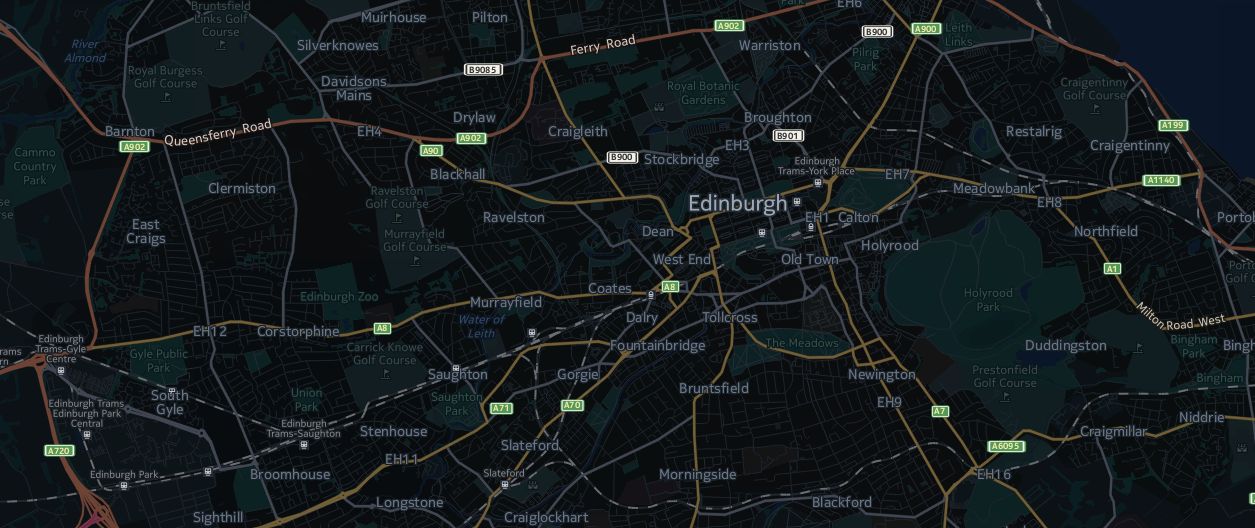 Bruntsfield
Links Golf
Course
Muirhouse
Pilton
A902
Park
EH6
B900
A900
Leith
Links
River
Almond
Silverknowes
Ferry Road
Warriston
Pilrig
Park
Royal Burgess
Golf Course
B9085
Davidsons
Mains
Royal Botanic
Gardens
Craigentinny
Golf Course
Barnton
A902
Queensferry Road
EH4
Drylaw
A902
A90
Craigleith
Broughton
B901
EH3
Restalrig
A199
Craigentinny
Cammo
Country
Park
Clermiston
Blackhall
B900
Stockbridge
Edinburgh
Trams-York Place
EH7
Meadowbank
A1140
EH8
Ravelston
Golf Course
Ravelston
Edinburgh
EH1
Calton
Portol
East
Craigs
Murrayfield
Golf Course
Dean
Northfield
Holyrood
West End
Old Town
A1
Porto
Golf
Edinburgh Zoo
Coates
A8
Holyrood
Park
Murrayfield
Water of
Leith
Dalry
Tollcross
Milton Road West
EH12
Corstorphine
A8
Edinburgh
Trams-Gyle
Centre
rams
rn
Gyle Public
Park
Carrick Knowe
Golf Course
Fountainbridge
The Meadows
Duddingston
Bingham
Park
Bingh
Saughton
Gorgie
Bruntsfield
Newington
Prestonfield
Golf Course
Bingham
South
Gyle
Union
Park
Saughton
Park
A71
A70
EH9
A7
Edinburgh Trams
Edinburgh Park
Central
Edinburgh
Trams-Saughton
Stenhouse
Slateford
Niddrie
Craigmillar
A6095
A720
EH11
Edinburgh Park
Broomhouse
Slateford
Morningside
EH16
Longstone
Blackford
Sighthill
Craiglockhart